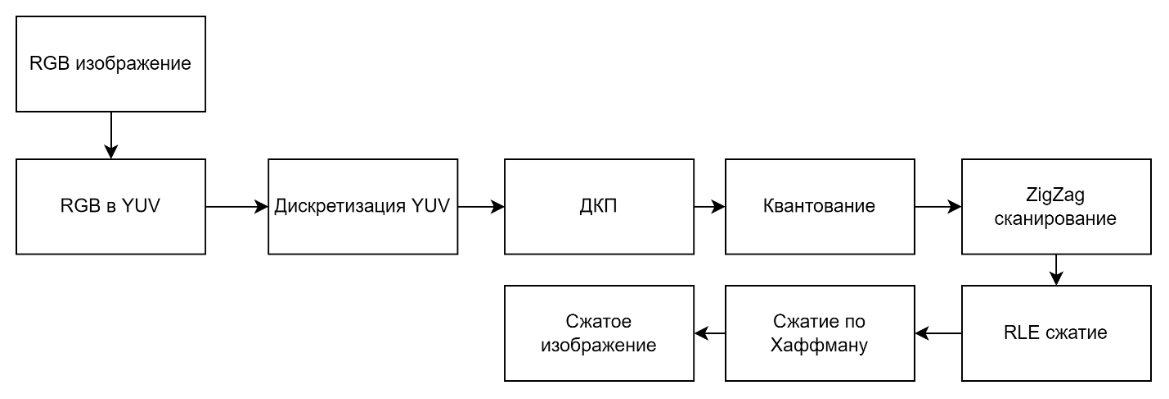 RGB изображение
RGB в YUV
Дискретизация YUV
ДКП
Квантование
ZigZag
сканирование
RLE сжатие
Сжатие по
Хаффману
Сжатое
изображение